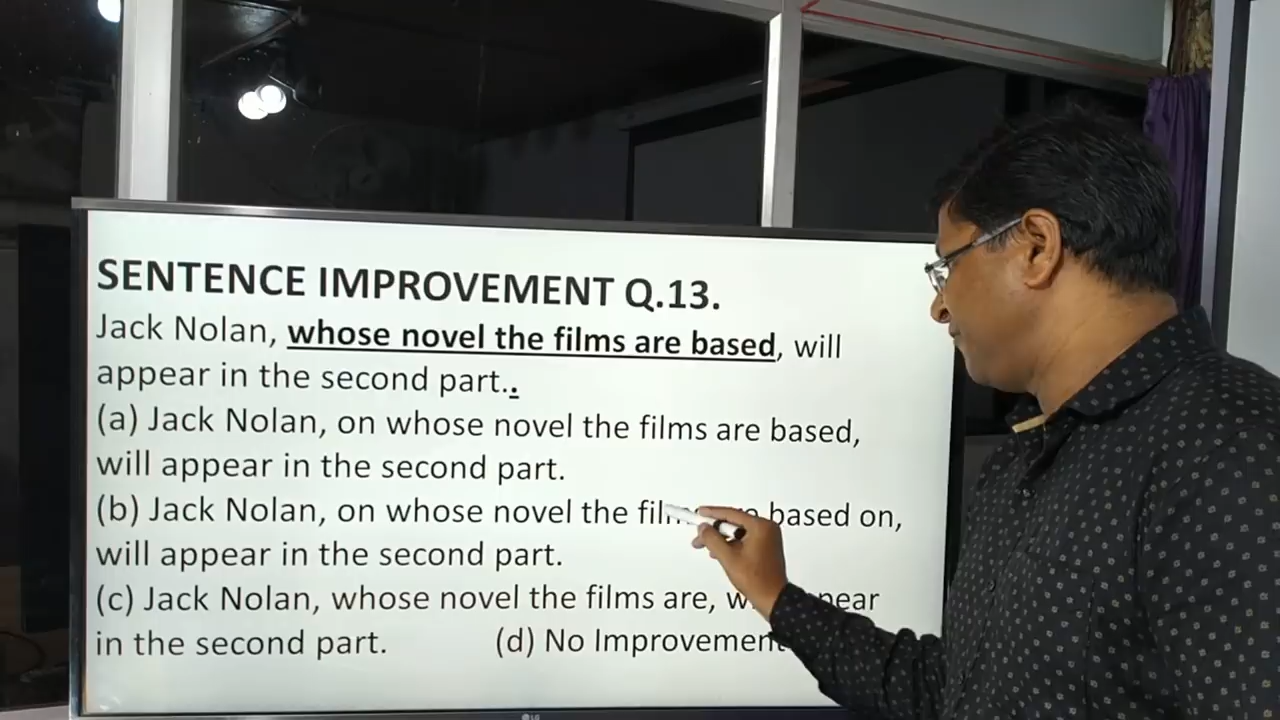 SENTENCE IMPROVEMENT Q.13.
Jack Nolan, whose novel the films are based, will
appear in the second part..
(a) Jack Nolan, on whose novel the films are based,
will appear in the second part.
(b) Jack Nolan, on whose novel the based on,
will appear in the second part.
(c) Jack Nolan, whose novel the films are,
in the second part. (d) No Improvement
LG